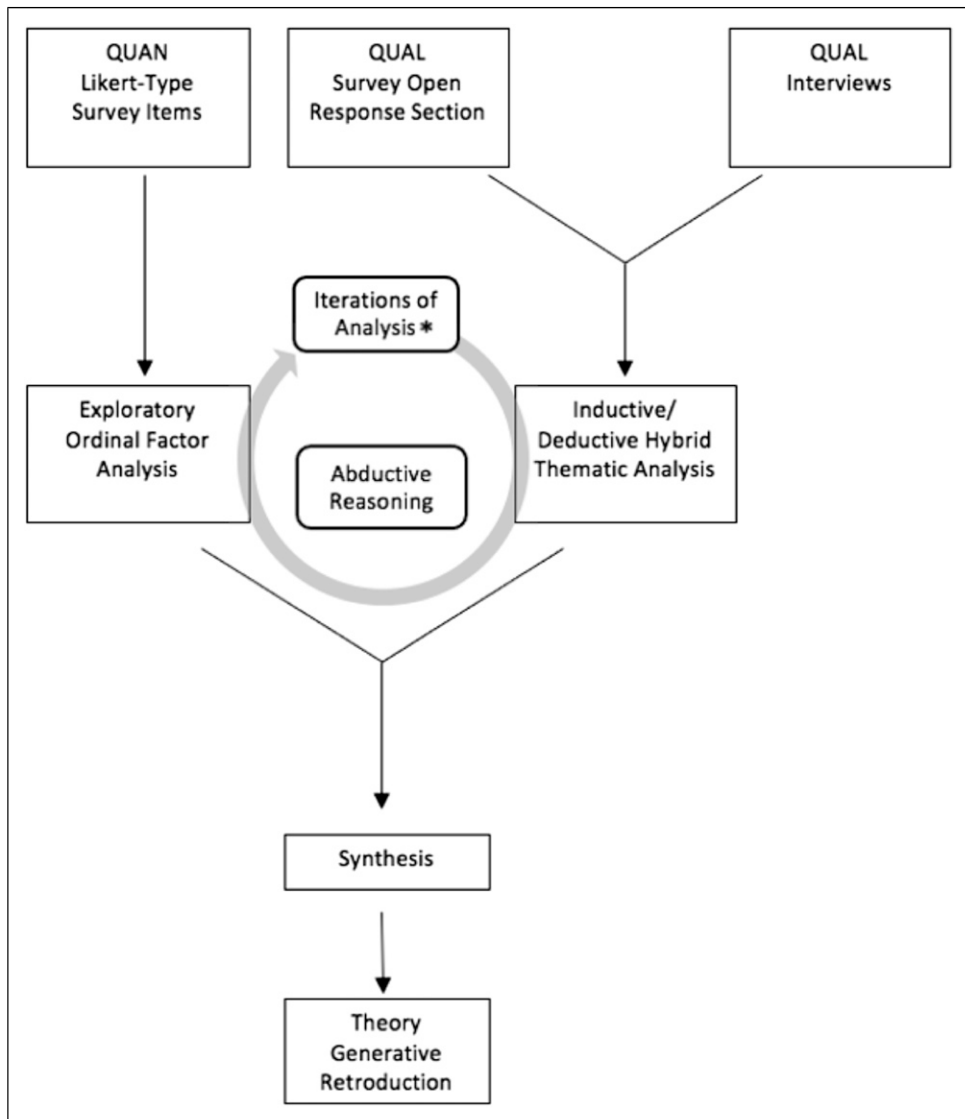 QUAN
Likert-Type
Survey Items
QUAL
Survey Open
Response Section
QUAL
Interviews
Iterations of
Analysis *
Exploratory
Ordinal Factor
Analysis
Abductive
Reasoning
Inductive/
Deductive Hybrid
Thematic Analysis
Synthesis
Theory
Generative
Retroduction